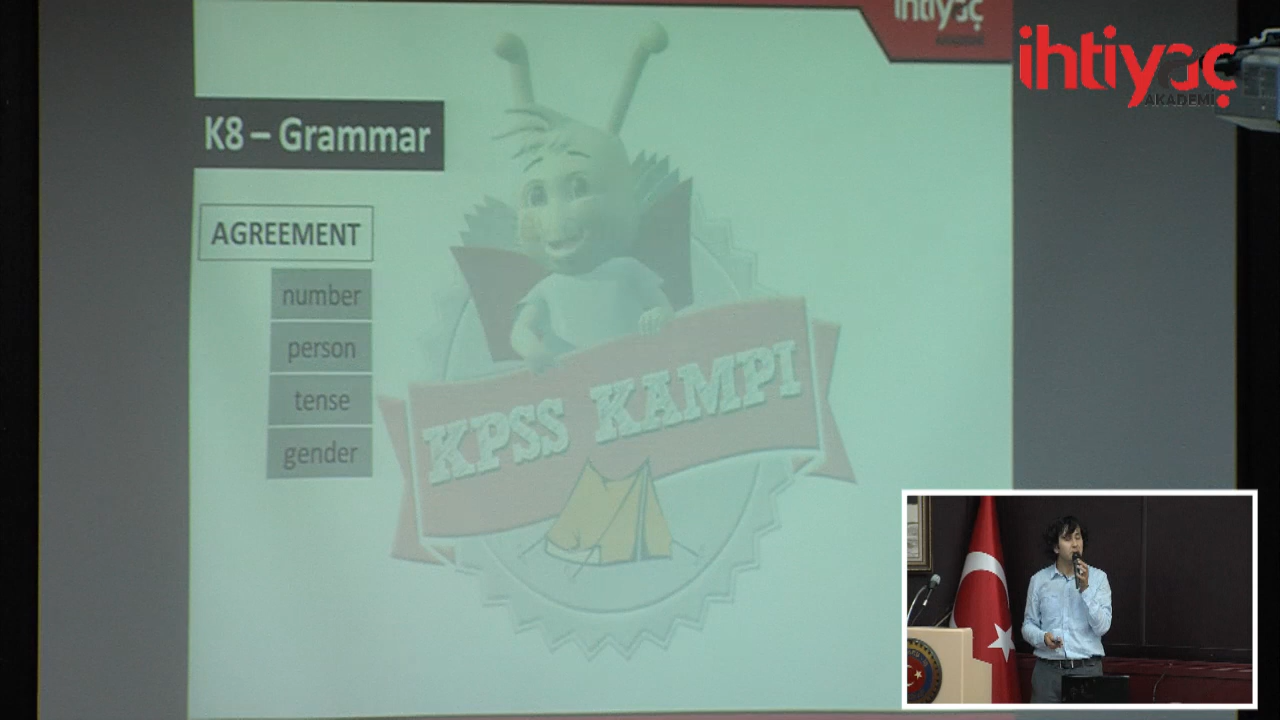 ihtiyaç
ihtiyaç
AKADEMİ
K8 – Grammar
AGREEMENT
number
person
tense
gender
KPSS KAMPI